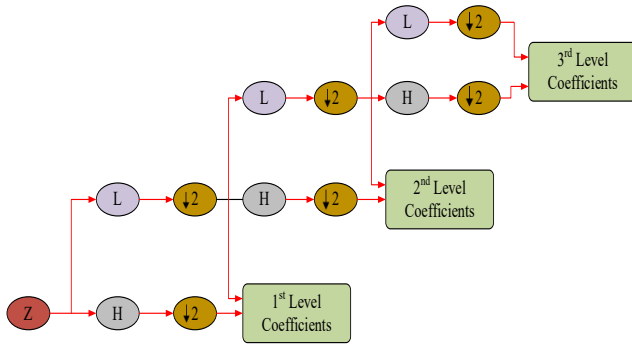 L ↓2
3rd Level
Coefficients
L ↓2 H ↓2
L ↓2 H ↓2
2nd Level
Coefficients
Z H ↓2
1st Level
Coefficients